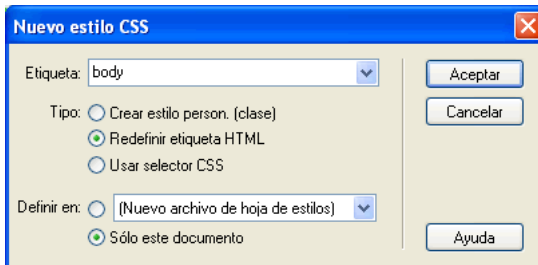 Nuevo estilo CSS
Etiqueta: body
Aceptar
Tipo: Crear estilo person. (clase)
Cancelar
Redefinir etiqueta HTML
Usar selector CSS
Definir en: (Nuevo archivo de hoja de estilos)
Sólo este documento
Ayuda